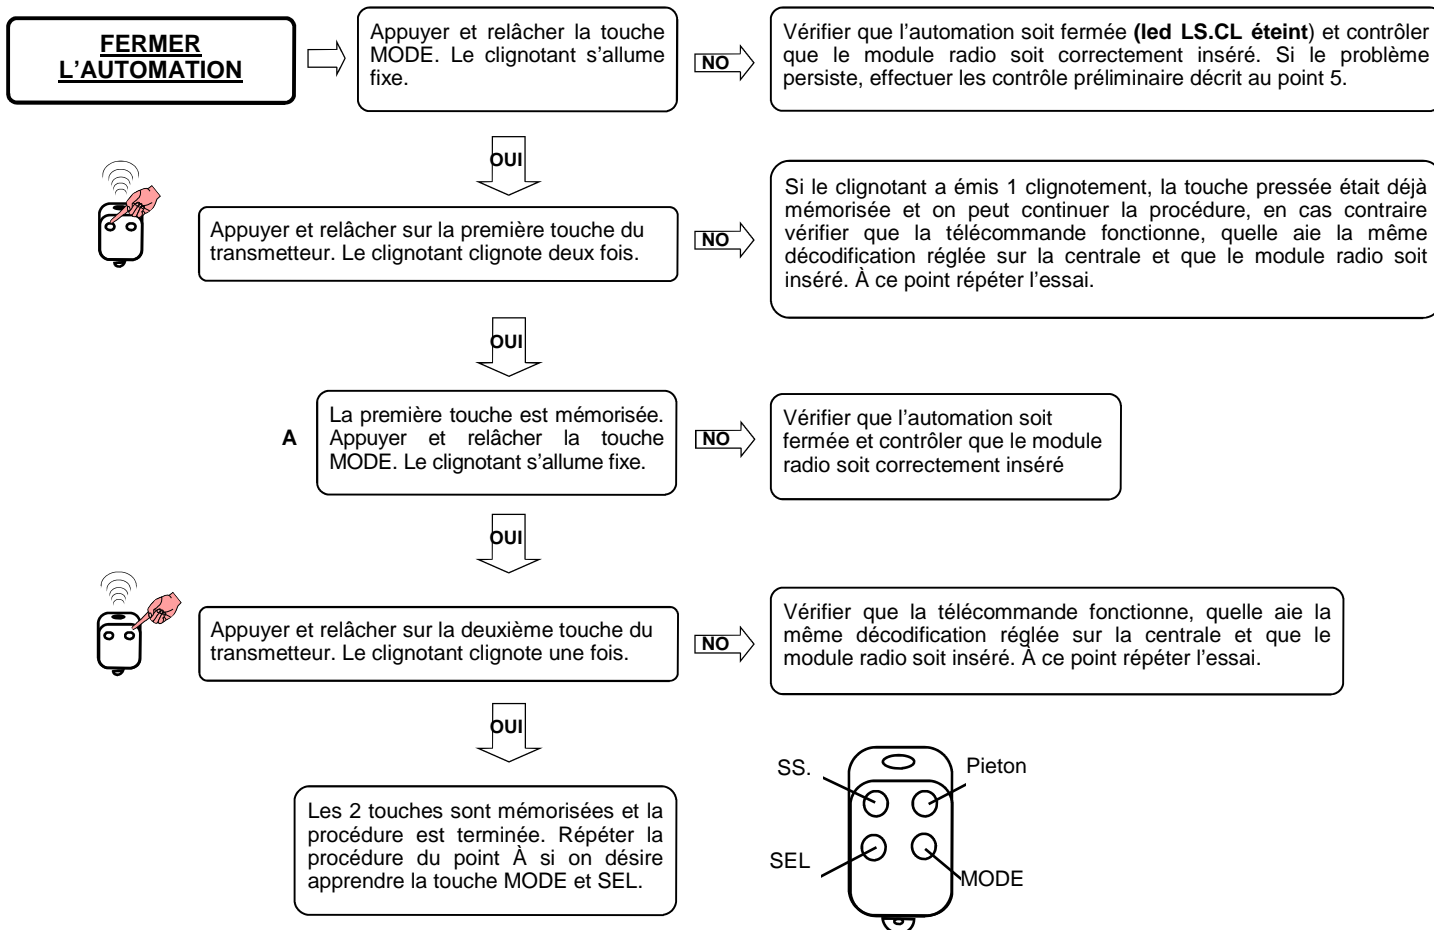 FERMER
L’AUTOMATION
Appuyer et relâcher la touche
MODE. Le clignotant s’allume
fixe.
NO
Vérifier que l’automation soit fermée (led LS.CL éteint) et contrôler
que le module radio soit correctement inséré. Si le problème
persiste, effectuer les contrôle préliminaire décrit au point 5.
OUI
Appuyer et relâcher sur la première touche du
transmetteur. Le clignotant clignote deux fois.
NO
Si le clignotant a émis 1 clignotement, la touche pressée était déjà
mémorisée et on peut continuer la procédure, en cas contraire
vérifier que la télécommande fonctionne, quelle aie la même
décodification réglée sur la centrale et que le module radio soit
inséré. À ce point répéter l’essai.
OUI
A
La première touche est mémorisée.
Appuyer et relâcher la touche
MODE. Le clignotant s’allume fixe.
NO
Vérifier que l’automation soit
fermée et contrôler que le module
radio soit correctement inséré
OUI
Appuyer et relâcher sur la deuxième touche du
transmetteur. Le clignotant clignote une fois.
NO
Vérifier que la télécommande fonctionne, quelle aie la
même décodification réglée sur la centrale et que le
module radio soit inséré. À ce point répéter l’essai.
OUI
Les 2 touches sont mémorisées et la
procédure est terminée. Répéter la
procédure du point À si on désire
apprendre la touche MODE et SEL.
SS.
Pieton
SEL
MODE